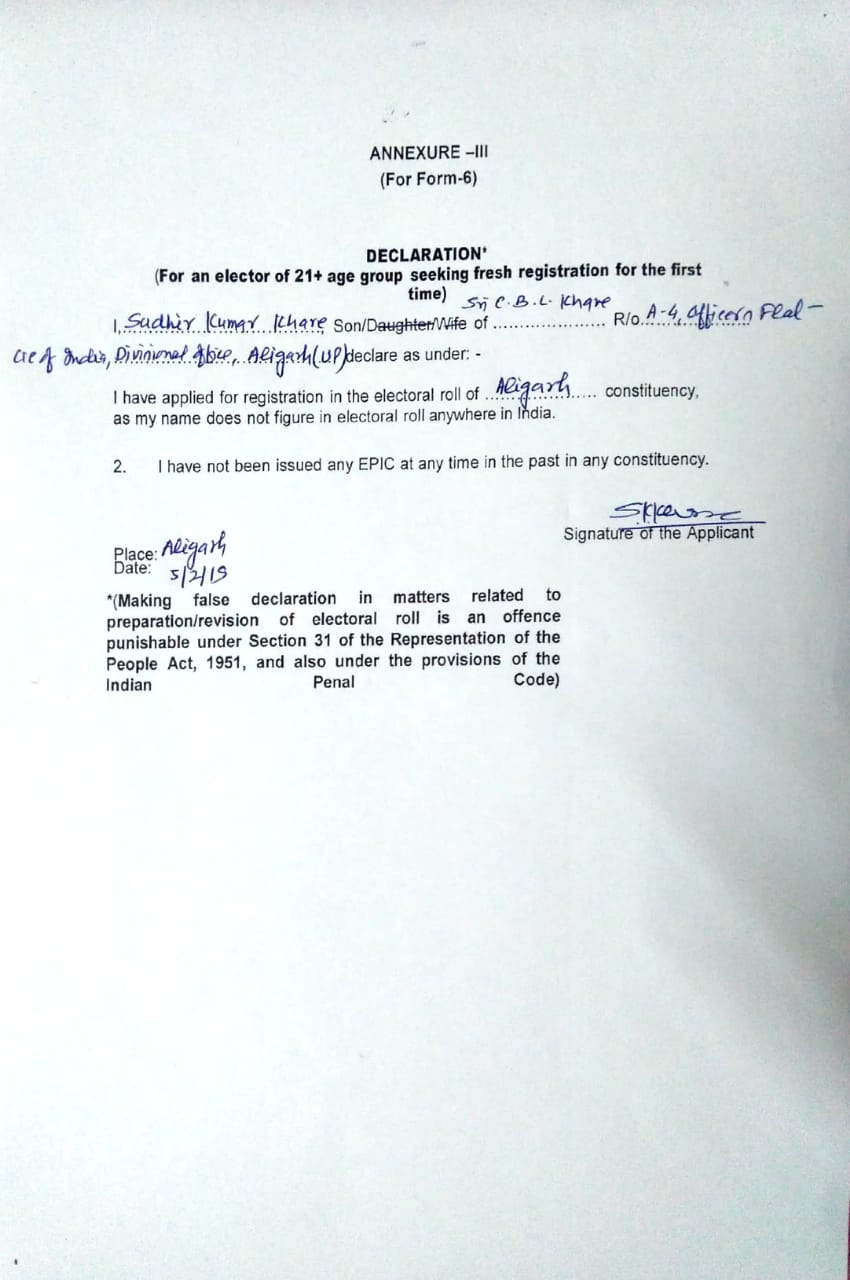 ANNEXURE –III
(For Form-6)
DECLARATION*
(For an elector of 21+ age group seeking fresh registration for the first
time)
I, Sudhir Kumar Khare Son/Daughter/Wife of Sri C.B.L. Khare R/o A-4, Officers Flat –
LIC of India, Divisional Office, Aligarh (UP) declare as under: -
I have applied for registration in the electoral roll of Aligarh constituency,
as my name does not figure in electoral roll anywhere in India.
2. I have not been issued any EPIC at any time in the past in any constituency.
Signature of the Applicant
Place: Aligarh
Date: 5/2/19
*(Making false declaration in matters related to
preparation/revision of electoral roll is an offence
punishable under Section 31 of the Representation of the
People Act, 1951, and also under the provisions of the
Indian Penal Code)